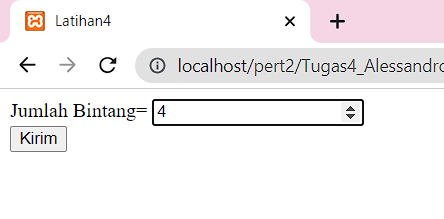 Latihan4
localhost/pert2/Tugas4_Alessandro
Jumlah Bintang= 4
Kirim